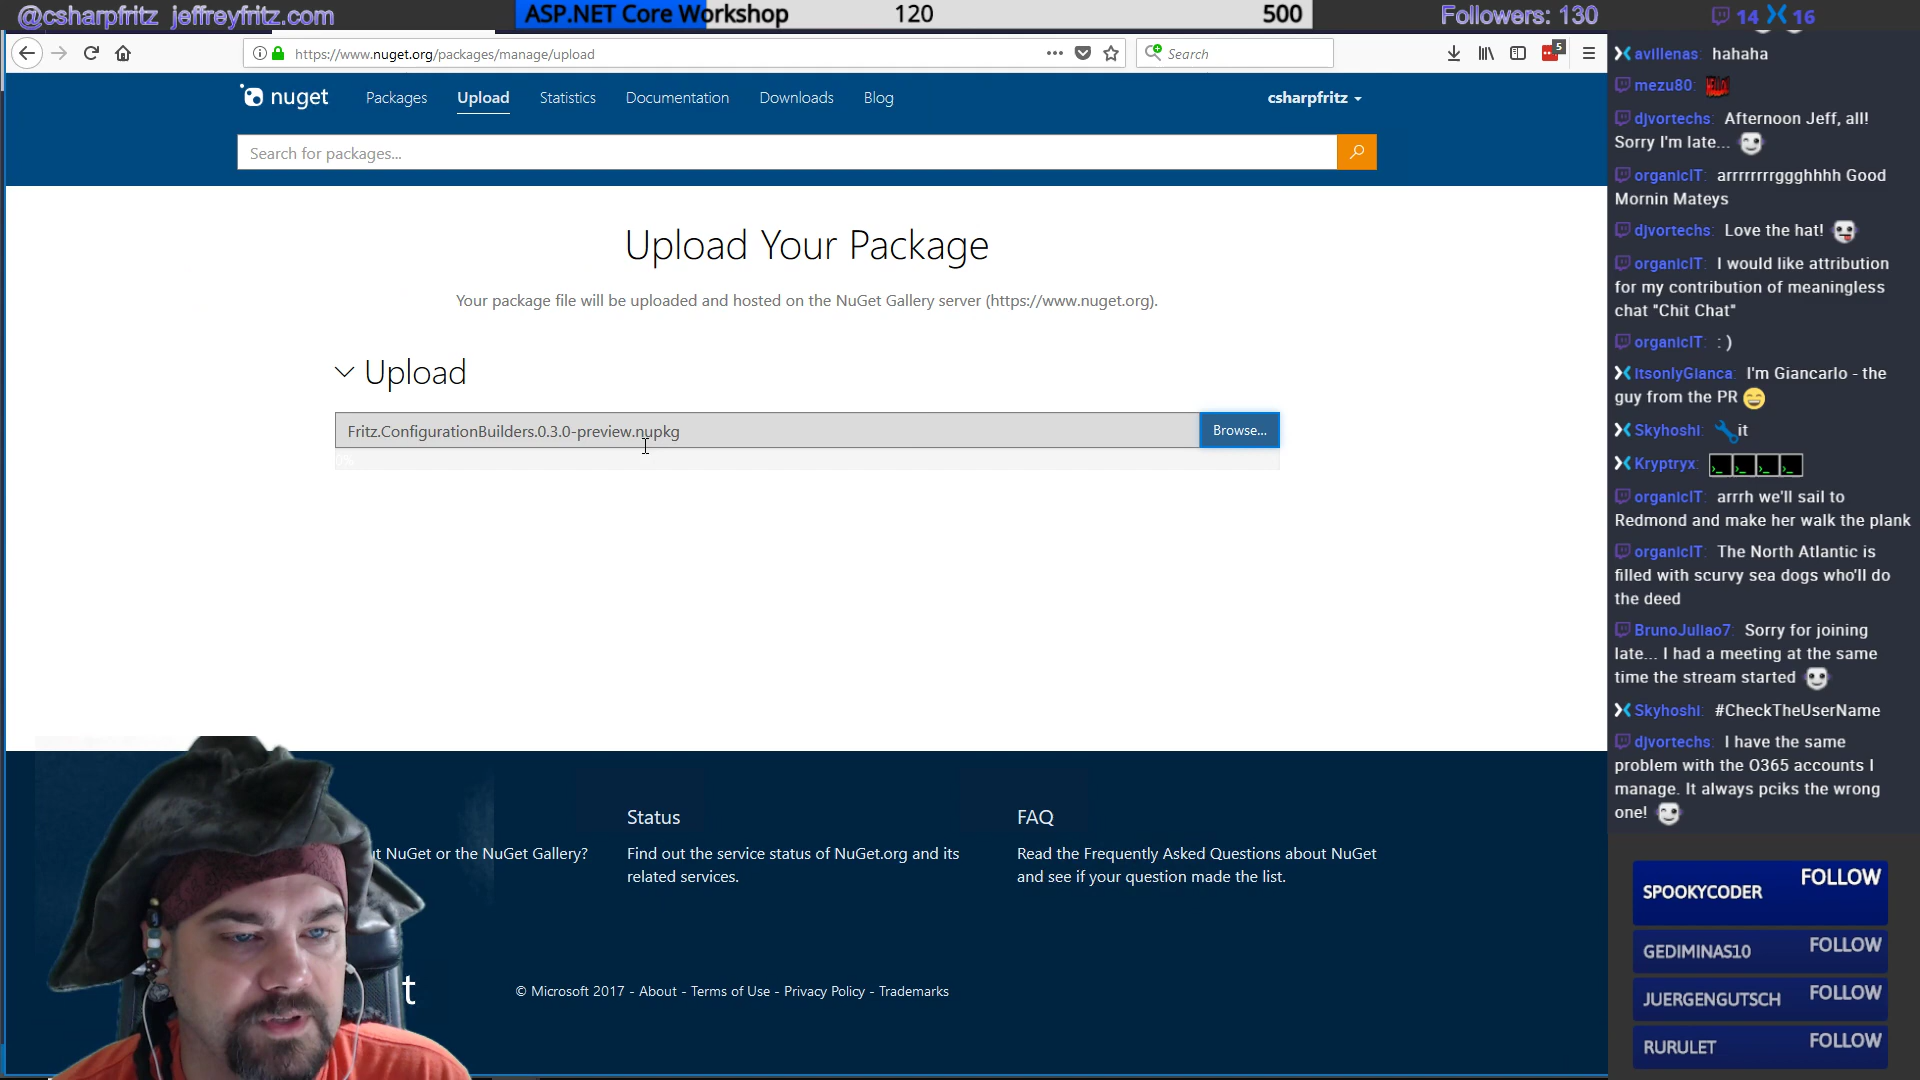 @csharpfritz jeffreyfritz.com
ASP.NET Core Workshop 120 500
Followers: 130
14 16
https://www.nuget.org/packages/manage/upload
Search
5
nuget
Packages
Upload
Statistics
Documentation
Downloads
Blog
csharpfritz
Search for packages...
Upload Your Package
Your package file will be uploaded and hosted on the NuGet Gallery server (https://www.nuget.org).
Upload
Fritz.ConfigurationBuilders.0.3.0-preview.nupkg
Browse...
0%
t NuGet or the NuGet Gallery?
Status
Find out the service status of NuGet.org and its
related services.
FAQ
Read the Frequently Asked Questions about NuGet
and see if your question made the list.
t
© Microsoft 2017 - About - Terms of Use - Privacy Policy - Trademarks
avillenas: hahaha
mezu80:
djvortechs: Afternoon Jeff, all!
Sorry I'm late...
organicIT: arrrrrrrggghhhh Good
Mornin Mateys
djvortechs: Love the hat!
organicIT: I would like attribution
for my contribution of meaningless
chat "Chit Chat"
organicIT: : )
ItsonlyGianca: I'm Giancarlo - the
guy from the PR
Skyhoshi: it
Kryptryx:
organicIT: arrrh we'll sail to
Redmond and make her walk the plank
organicIT: The North Atlantic is
filled with scurvy sea dogs who'll do
the deed
BrunoJuliao7: Sorry for joining
late... I had a meeting at the same
time the stream started
Skyhoshi: #CheckTheUserName
djvortechs: I have the same
problem with the O365 accounts I
manage. It always pciks the wrong
one!
SPOOKYCODER FOLLOW
GEDIMINAS10 FOLLOW
JUERGENGUTSCH FOLLOW
RURULET FOLLOW